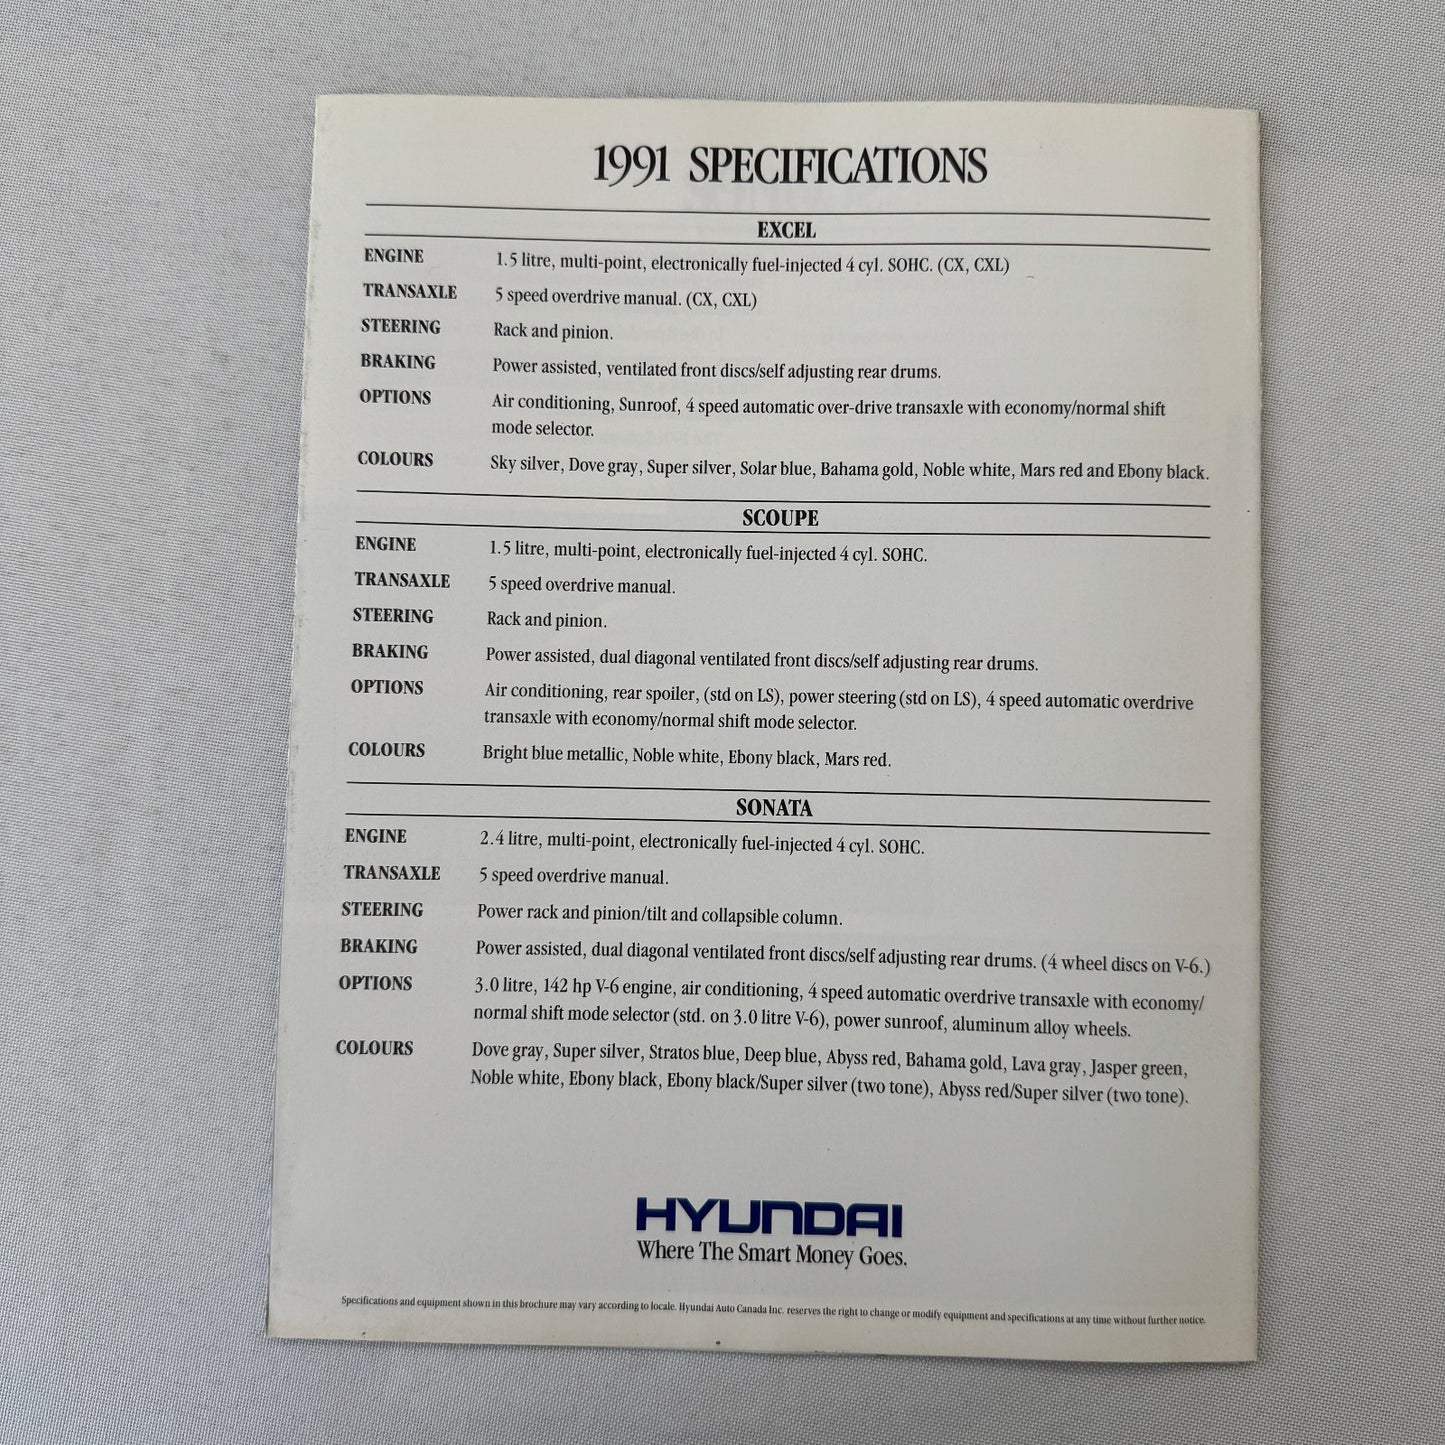 1991 SPECIFICATIONS
EXCEL
ENGINE 1.5 litre, multi-point, electronically fuel-injected 4 cyl. SOHC. (CX, CXL)
TRANSAXLE 5 speed overdrive manual. (CX, CXL)
STEERING Rack and pinion.
BRAKING Power assisted, ventilated front discs/self adjusting rear drums.
OPTIONS Air conditioning, Sunroof, 4 speed automatic over-drive transaxle with economy/normal shift
mode selector.
COLOURS Sky silver, Dove gray, Super silver, Solar blue, Bahama gold, Noble white, Mars red and Ebony black.
SCOUPE
ENGINE 1.5 litre, multi-point, electronically fuel-injected 4 cyl. SOHC.
TRANSAXLE 5 speed overdrive manual.
STEERING Rack and pinion.
BRAKING Power assisted, dual diagonal ventilated front discs/self adjusting rear drums.
OPTIONS Air conditioning, rear spoiler, (std on LS), power steering (std on LS), 4 speed automatic overdrive
transaxle with economy/normal shift mode selector.
COLOURS Bright blue metallic, Noble white, Ebony black, Mars red.
SONATA
ENGINE 2.4 litre, multi-point, electronically fuel-injected 4 cyl. SOHC.
TRANSAXLE 5 speed overdrive manual.
STEERING Power rack and pinion/tilt and collapsible column.
BRAKING Power assisted, dual diagonal ventilated front discs/self adjusting rear drums. (4 wheel discs on V-6.)
OPTIONS 3.0 litre, 142 hp V-6 engine, air conditioning, 4 speed automatic overdrive transaxle with economy/
normal shift mode selector (std. on 3.0 litre V-6), power sunroof, aluminum alloy wheels.
COLOURS Dove gray, Super silver, Stratos blue, Deep blue, Abyss red, Bahama gold, Lava gray, Jasper green,
Noble white, Ebony black, Ebony black/Super silver (two tone), Abyss red/Super silver (two tone).
HYUNDAI
Where The Smart Money Goes.
Specifications and equipment shown in this brochure may vary according to locale. Hyundai Auto Canada Inc. reserves the right to change or modify equipment and specifications at any time without further notice.